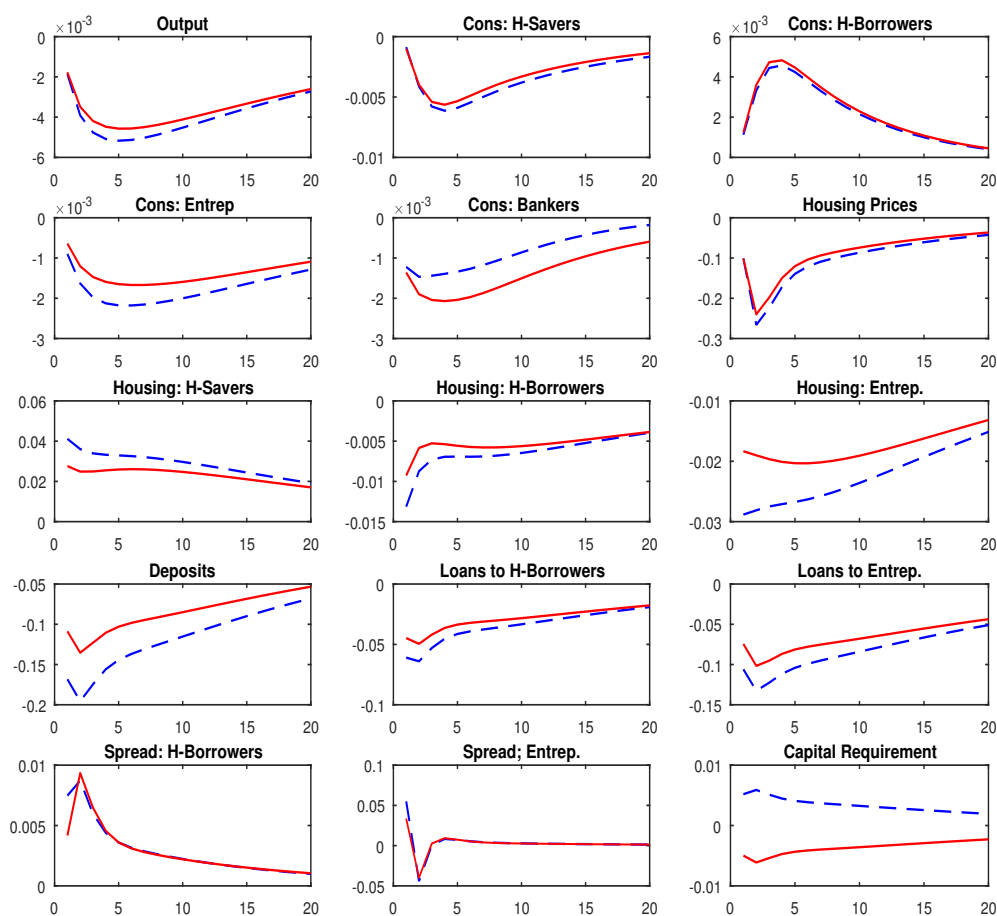 Output
×10^-3
0
-2
-4
-6
0 5 10 15 20
Cons: H-Savers
0
-0.005
-0.01
0 5 10 15 20
Cons: H-Borrowers
×10^-3
6
4
2
0
0 5 10 15 20
Cons: Entrep
×10^-3
0
-1
-2
-3
0 5 10 15 20
Cons: Bankers
×10^-3
0
-1
-2
-3
0 5 10 15 20
Housing Prices
0
-0.1
-0.2
-0.3
0 5 10 15 20
Housing: H-Savers
0.06
0.04
0.02
0
0 5 10 15 20
Housing: H-Borrowers
0
-0.005
-0.01
-0.015
0 5 10 15 20
Housing: Entrep.
-0.01
-0.02
-0.03
0 5 10 15 20
Deposits
-0.05
-0.1
-0.15
-0.2
0 5 10 15 20
Loans to H-Borrowers
0
-0.05
-0.1
0 5 10 15 20
Loans to Entrep.
0
-0.05
-0.1
-0.15
0 5 10 15 20
Spread: H-Borrowers
0.01
0.005
0
0 5 10 15 20
Spread; Entrep.
0.1
0.05
0
-0.05
0 5 10 15 20
Capital Requirement
0.01
0
-0.01
0 5 10 15 20